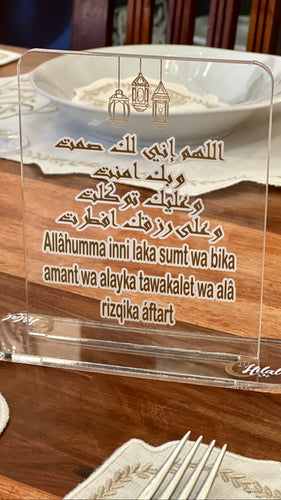 اللهم إني لك صمت
وبك امنت
وعليك توكلت
وعلى رزقك افطرت
Allâhumma inni laka sumt wa bika
amant wa alayka tawakalet wa alâ
rizqika áftart
Hilal